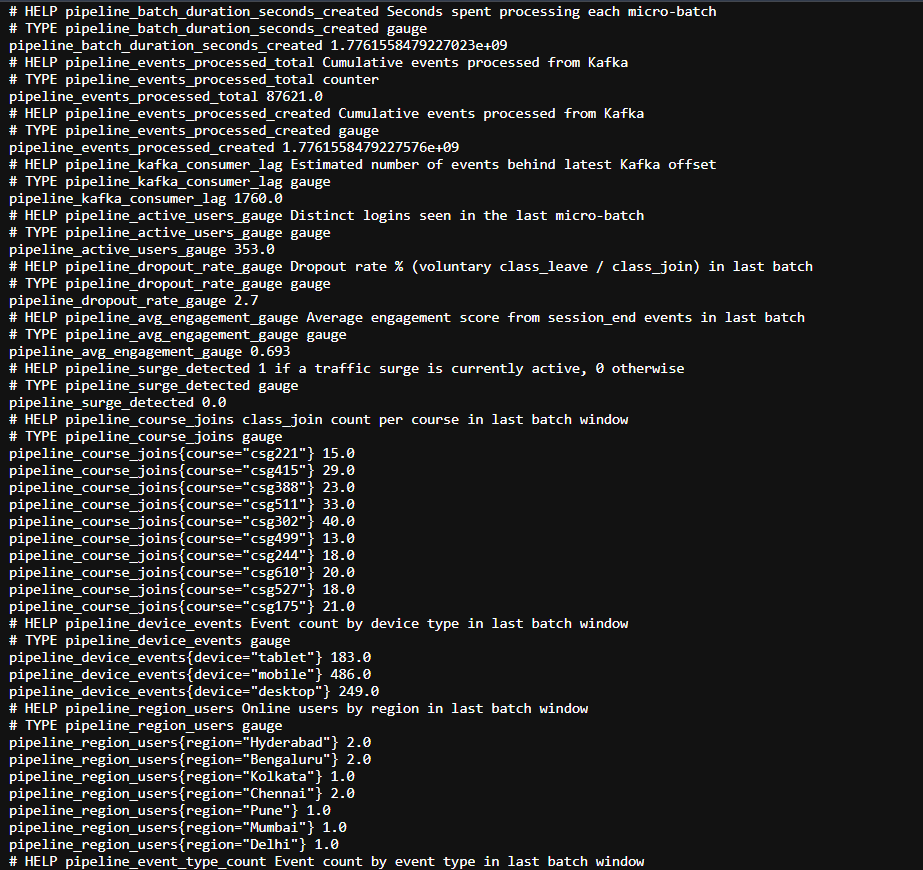 # HELP pipeline_batch_duration_seconds_created Seconds spent processing each micro-batch
# TYPE pipeline_batch_duration_seconds_created gauge
pipeline_batch_duration_seconds_created 1.7761558479227023e+09
# HELP pipeline_events_processed_total Cumulative events processed from Kafka
# TYPE pipeline_events_processed_total counter
pipeline_events_processed_total 87621.0
# HELP pipeline_events_processed_created Cumulative events processed from Kafka
# TYPE pipeline_events_processed_created gauge
pipeline_events_processed_created 1.7761558479227576e+09
# HELP pipeline_kafka_consumer_lag Estimated number of events behind latest Kafka offset
# TYPE pipeline_kafka_consumer_lag gauge
pipeline_kafka_consumer_lag 1760.0
# HELP pipeline_active_users_gauge Distinct logins seen in the last micro-batch
# TYPE pipeline_active_users_gauge gauge
pipeline_active_users_gauge 353.0
# HELP pipeline_dropout_rate_gauge Dropout rate % (voluntary class_leave / class_join) in last batch
# TYPE pipeline_dropout_rate_gauge gauge
pipeline_dropout_rate_gauge 2.7
# HELP pipeline_avg_engagement_gauge Average engagement score from session_end events in last batch
# TYPE pipeline_avg_engagement_gauge gauge
pipeline_avg_engagement_gauge 0.693
# HELP pipeline_surge_detected 1 if a traffic surge is currently active, 0 otherwise
# TYPE pipeline_surge_detected gauge
pipeline_surge_detected 0.0
# HELP pipeline_course_joins class_join count per course in last batch window
# TYPE pipeline_course_joins gauge
pipeline_course_joins{course="csg221"} 15.0
pipeline_course_joins{course="csg415"} 29.0
pipeline_course_joins{course="csg388"} 23.0
pipeline_course_joins{course="csg511"} 33.0
pipeline_course_joins{course="csg302"} 40.0
pipeline_course_joins{course="csg499"} 13.0
pipeline_course_joins{course="csg244"} 18.0
pipeline_course_joins{course="csg610"} 20.0
pipeline_course_joins{course="csg527"} 18.0
pipeline_course_joins{course="csg175"} 21.0
# HELP pipeline_device_events Event count by device type in last batch window
# TYPE pipeline_device_events gauge
pipeline_device_events{device="tablet"} 183.0
pipeline_device_events{device="mobile"} 486.0
pipeline_device_events{device="desktop"} 249.0
# HELP pipeline_region_users Online users by region in last batch window
# TYPE pipeline_region_users gauge
pipeline_region_users{region="Hyderabad"} 2.0
pipeline_region_users{region="Bengaluru"} 2.0
pipeline_region_users{region="Kolkata"} 1.0
pipeline_region_users{region="Chennai"} 2.0
pipeline_region_users{region="Pune"} 1.0
pipeline_region_users{region="Mumbai"} 1.0
pipeline_region_users{region="Delhi"} 1.0
# HELP pipeline_event_type_count Event count by event type in last batch window